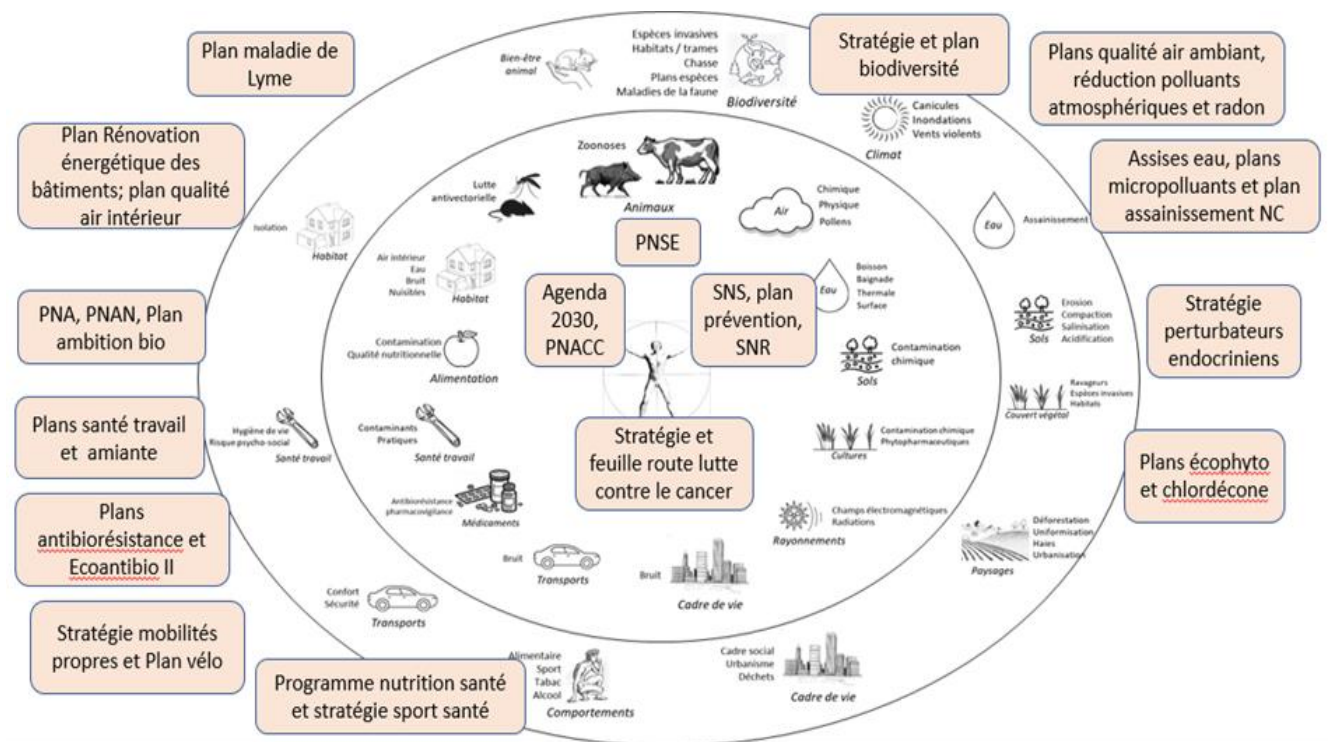 Plan maladie de
Lyme
Bien-être
animal
Espèces invasives
Habitats / trames
Chasse
Plans espèces
Maladies de la faune
Biodiversité
Stratégie et plan
biodiversité
Plans qualité air ambiant,
réduction polluants
atmosphériques et radon
Canicules
Inondations
Vents violents
Climat
Plan Rénovation
énergétique des
bâtiments; plan qualité
air intérieur
Zoonoses
Lutte
antivectorielle
Animaux
Air
Chimique
Physique
Pollens
Assises eau, plans
micropolluants et plan
assainissement NC
Eau
Assainissement
Isolation
Habitat
Air intérieur
Eau
Bruit
Nuisibles
Habitat
PNSE
Agenda
2030,
PNACC
SNS, plan
prévention,
SNR
Eau
Boisson
Baignade
Thermale
Surface
PNA, PNAN, Plan
ambition bio
Contamination
Qualité nutritionnelle
Alimentation
Contamination
chimique
Sols
Erosion
Compaction
Salinisation
Acidification
Sols
Stratégie
perturbateurs
endocriniens
Plans santé travail
et amiante
Hygiène de vie
Risque psycho-social
Santé travail
Contaminants
Pratiques
Santé travail
Stratégie et
feuille route lutte
contre le cancer
Contamination chimique
Phytopharmaceutiques
Cultures
Ravageurs
Espèces invasives
Habitats
Couvert végétal
Plans écophyto
et chlordécone
Plans
antibiorésistance et
Ecoantibio II
Antibiorésistance
pharmacovigilance
Médicaments
Champs électromagnétiques
Radiations
Rayonnements
Déforestation
Uniformisation
Haies
Urbanisation
Paysages
Bruit
Transports
Bruit
Cadre de vie
Confort
Sécurité
Transports
Stratégie mobilités
propres et Plan vélo
Programme nutrition santé
et stratégie sport santé
Alimentaire
Sport
Tabac
Alcool
Comportements
Cadre social
Urbanisme
Déchets
Cadre de vie